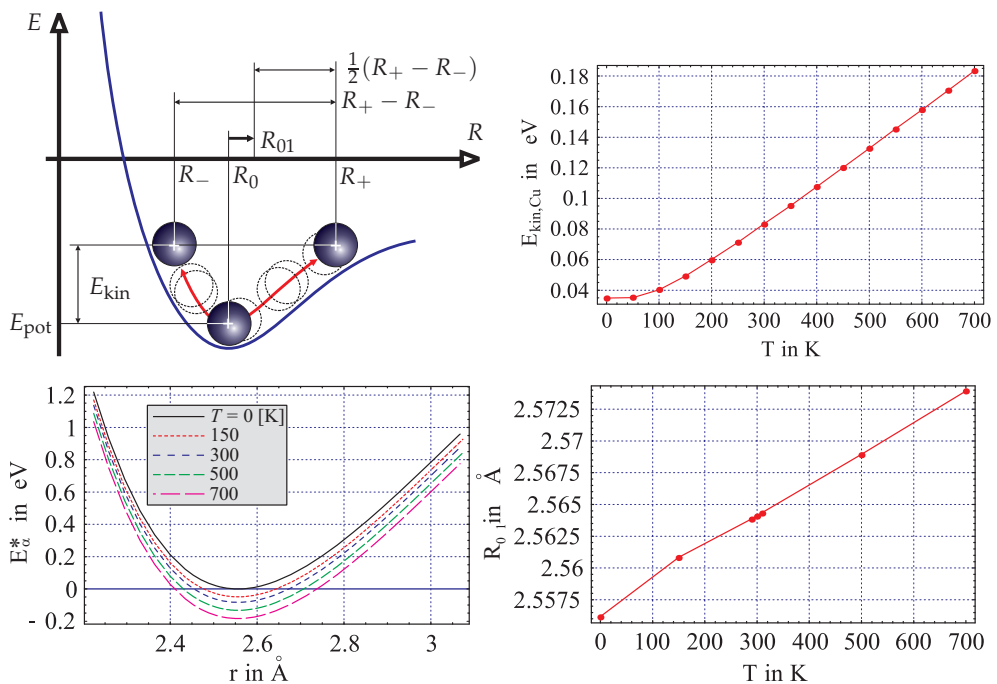 E
½(R₊ − R₋)
R₊ − R₋
R
R₀₁
R₋
R₀
R₊
E_kin
E_pot
0.18
0.16
0.14
0.12
0.1
0.08
0.06
0.04
E_kin,Cu in eV
0 100 200 300 400 500 600 700
T in K
1.2
1
0.8
0.6
0.4
0.2
0
- 0.2
E*_α in eV
T = 0 [K]
150
300
500
700
2.4 2.6 2.8 3
r in Å
2.5725
2.57
2.5675
2.565
2.5625
2.56
2.5575
R_0 1 in Å
0 100 200 300 400 500 600 700
T in K